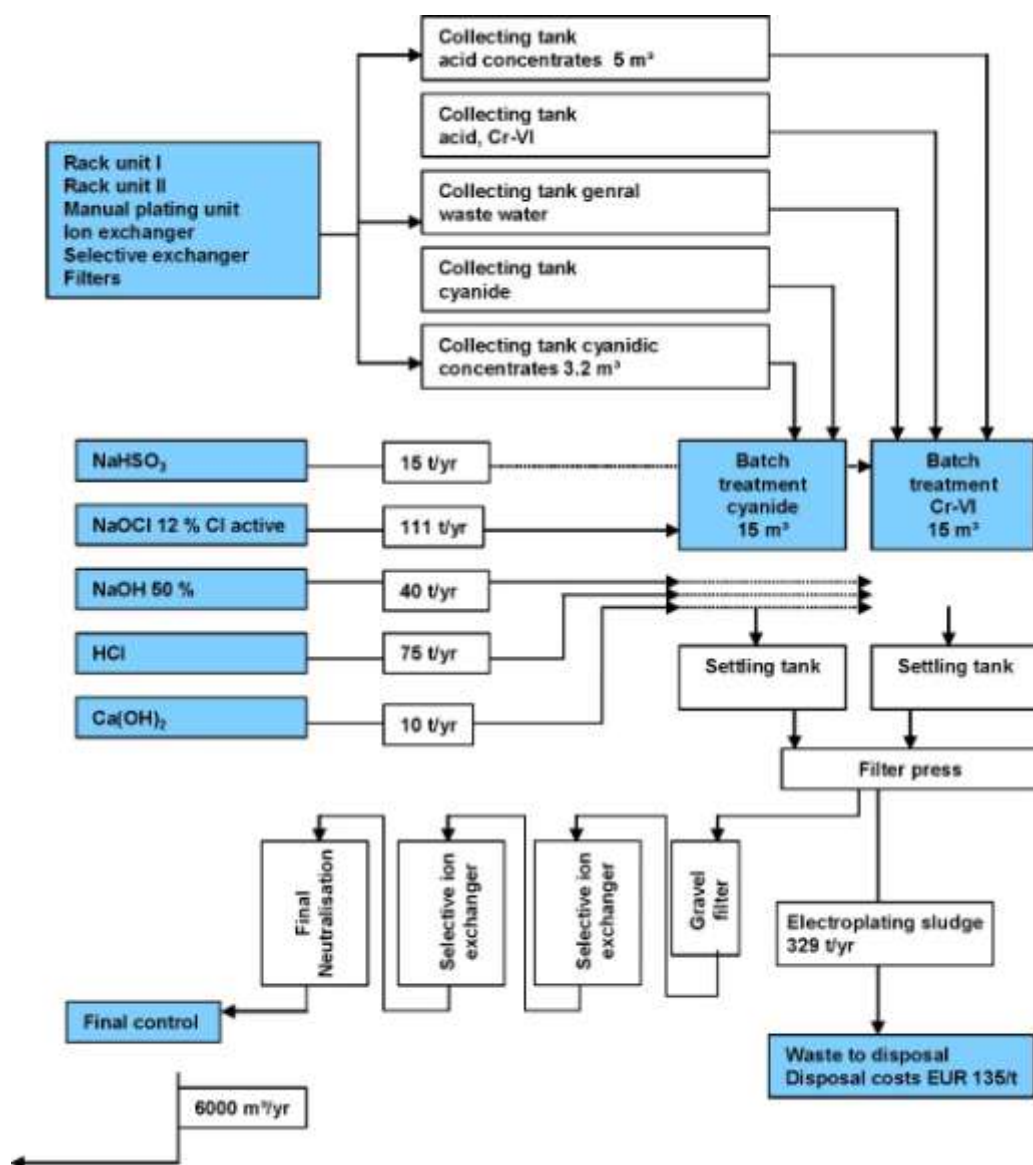 Collecting tank
acid concentrates 5 m³
Collecting tank
acid, Cr-VI
Rack unit I
Rack unit II
Manual plating unit
Ion exchanger
Selective exchanger
Filters
Collecting tank genral
waste water
Collecting tank
cyanide
Collecting tank cyanidic
concentrates 3.2 m³
NaHSO₃
15 t/yr
Batch
treatment
cyanide
15 m³
Batch
treatment
Cr-VI
15 m³
NaOCl 12 % Cl active
111 t/yr
NaOH 50 %
40 t/yr
HCl
75 t/yr
Settling tank
Settling tank
Ca(OH)₂
10 t/yr
Filter press
Final
Neutralisation
Selective ion
exchanger
Selective ion
exchanger
Gravel
filter
Electroplating sludge
329 t/yr
Final control
Waste to disposal
Disposal costs EUR 135/t
6000 m³/yr